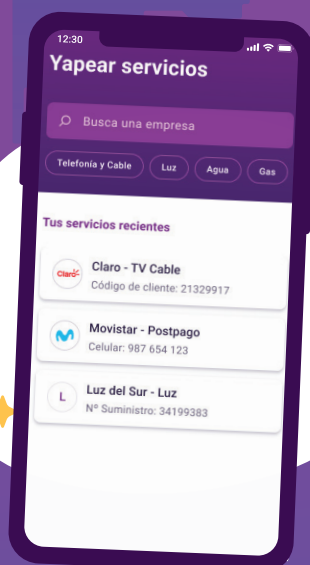 12:30
Yapear servicios
Busca una empresa
Telefonía y Cable Luz Agua Gas
Tus servicios recientes
Claro
Claro - TV Cable
Código de cliente: 21329917
Movistar - Postpago
Celular: 987 654 123
L
Luz del Sur - Luz
Nº Suministro: 34199383